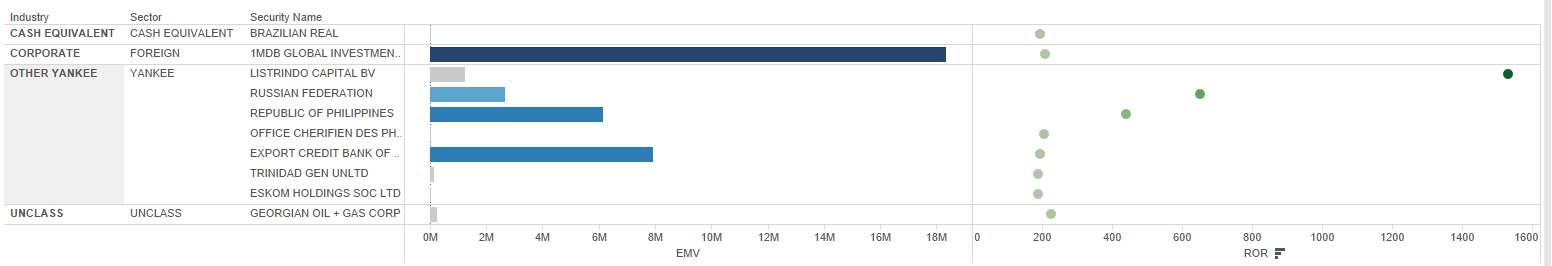 Industry Sector Security Name
CASH EQUIVALENT CASH EQUIVALENT BRAZILIAN REAL
CORPORATE FOREIGN 1MDB GLOBAL INVESTMEN..
OTHER YANKEE YANKEE LISTRINDO CAPITAL BV
RUSSIAN FEDERATION
REPUBLIC OF PHILIPPINES
OFFICE CHERIFIEN DES PH..
EXPORT CREDIT BANK OF ..
TRINIDAD GEN UNLTD
ESKOM HOLDINGS SOC LTD
UNCLASS UNCLASS GEORGIAN OIL + GAS CORP
0M 2M 4M 6M 8M 10M 12M 14M 16M 18M 0 200 400 600 800 1000 1200 1400 1600
EMV ROR